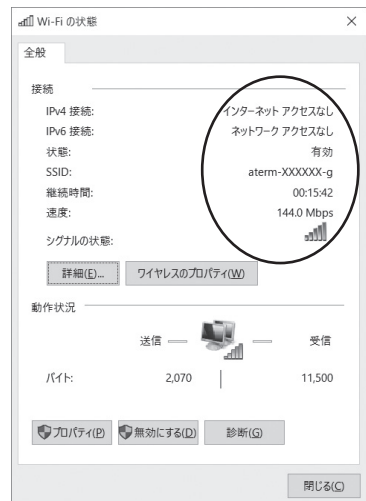 Wi-Fi の状態
全般
接続
IPv4 接続: インターネット アクセスなし
IPv6 接続: ネットワーク アクセスなし
状態: 有効
SSID: aterm-XXXXXX-g
継続時間: 00:15:42
速度: 144.0 Mbps
シグナルの状態:
詳細(E)... ワイヤレスのプロパティ(W)
動作状況
送信 受信
バイト: 2,070 11,500
プロパティ(P) 無効にする(D) 診断(G)
閉じる(C)